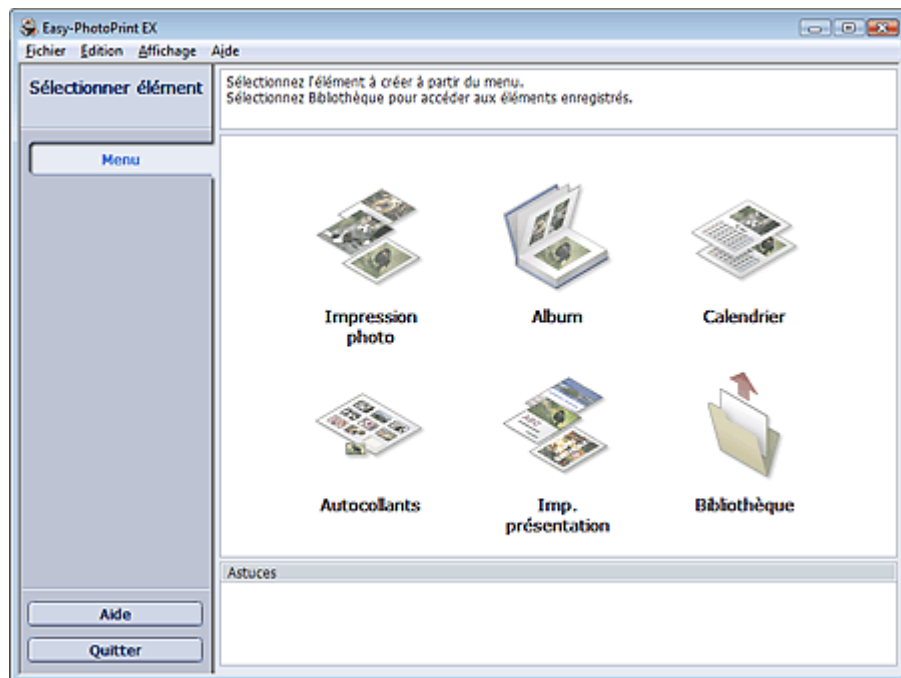 Easy-PhotoPrint EX
Fichier Édition Affichage Aide
Sélectionner élément
Sélectionnez l'élément à créer à partir du menu.
Sélectionnez Bibliothèque pour accéder aux éléments enregistrés.
Menu
Impression
photo
Album
Calendrier
Autocollants
Imp.
présentation
Bibliothèque
Astuces
Aide
Quitter